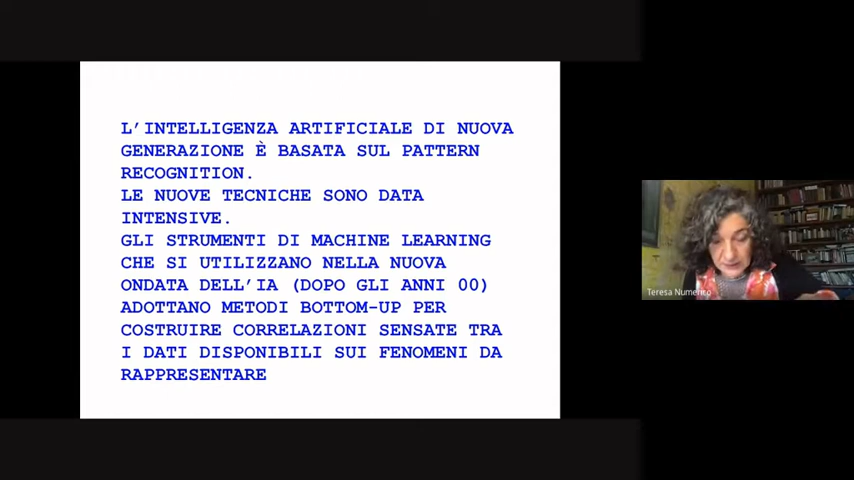 L'INTELLIGENZA ARTIFICIALE DI NUOVA
GENERAZIONE È BASATA SUL PATTERN
RECOGNITION.
LE NUOVE TECNICHE SONO DATA
INTENSIVE.
GLI STRUMENTI DI MACHINE LEARNING
CHE SI UTILIZZANO NELLA NUOVA
ONDATA DELL'IA (DOPO GLI ANNI 00)
ADOTTANO METODI BOTTOM-UP PER
COSTRUIRE CORRELAZIONI SENSATE TRA
I DATI DISPONIBILI SUI FENOMENI DA
RAPPRESENTARE
Teresa Numerico